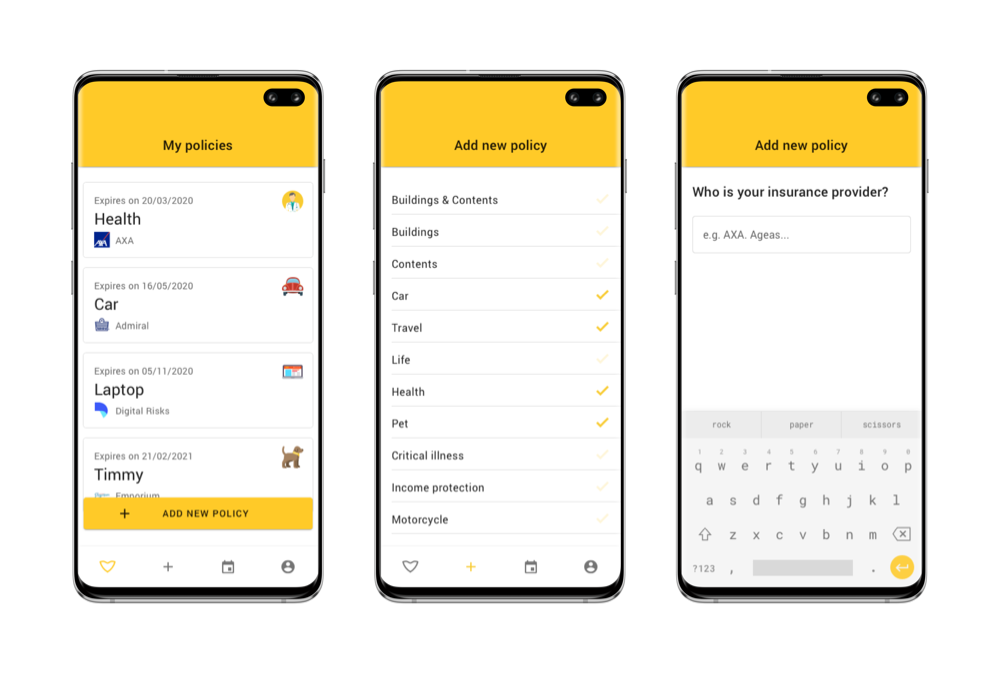 My policies
Expires on 20/03/2020
Health
AXA
Expires on 16/05/2020
Car
Admiral
Expires on 05/11/2020
Laptop
Digital Risks
Expires on 21/02/2021
Timmy
Emporium
+ ADD NEW POLICY
Add new policy
Buildings & Contents
Buildings
Contents
Car
Travel
Life
Health
Pet
Critical illness
Income protection
Motorcycle
Add new policy
Who is your insurance provider?
e.g. AXA. Ageas...
rock paper scissors
1 2 3 4 5 6 7 8 9 0
q w e r t y u i o p
a s d f g h j k l
z x c v b n m
?123 , .